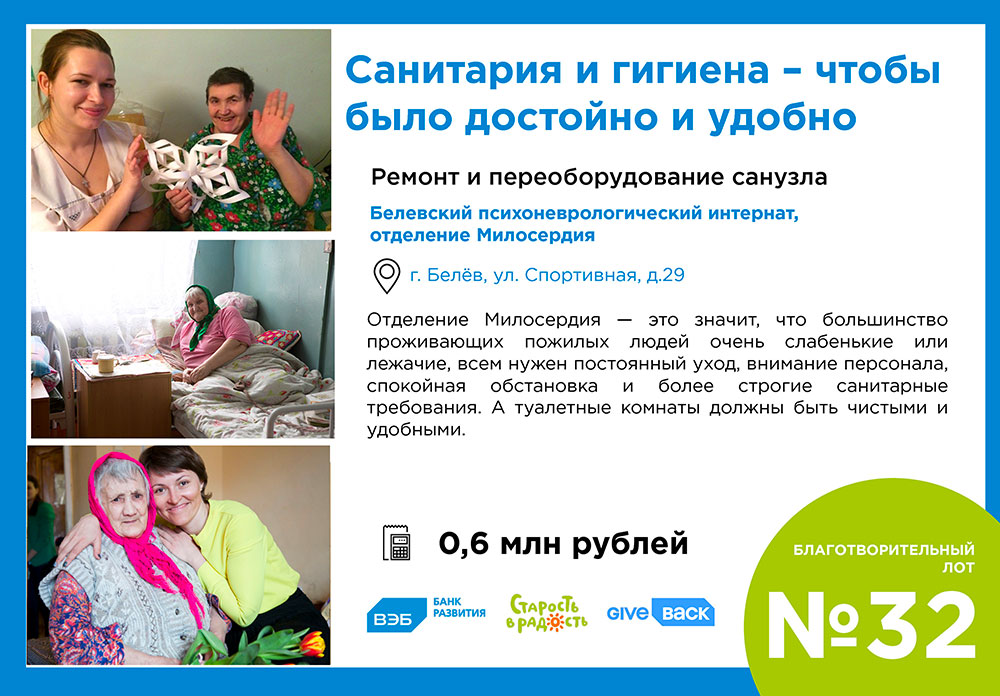 Санитария и гигиена – чтобы
было достойно и удобно
Ремонт и переоборудование санузла
Белевский психоневрологический интернат,
отделение Милосердия
г. Белёв, ул. Спортивная, д.29
Отделение Милосердия — это значит, что большинство
проживающих пожилых людей очень слабенькие или
лежачие, всем нужен постоянный уход, внимание персонала,
спокойная обстановка и более строгие санитарные
требования. А туалетные комнаты должны быть чистыми и
удобными.
0,6 млн рублей
ВЭБ БАНК
РАЗВИТИЯ
Старость
в радость
GIVE BACK
БЛАГОТВОРИТЕЛЬНЫЙ
ЛОТ
№32